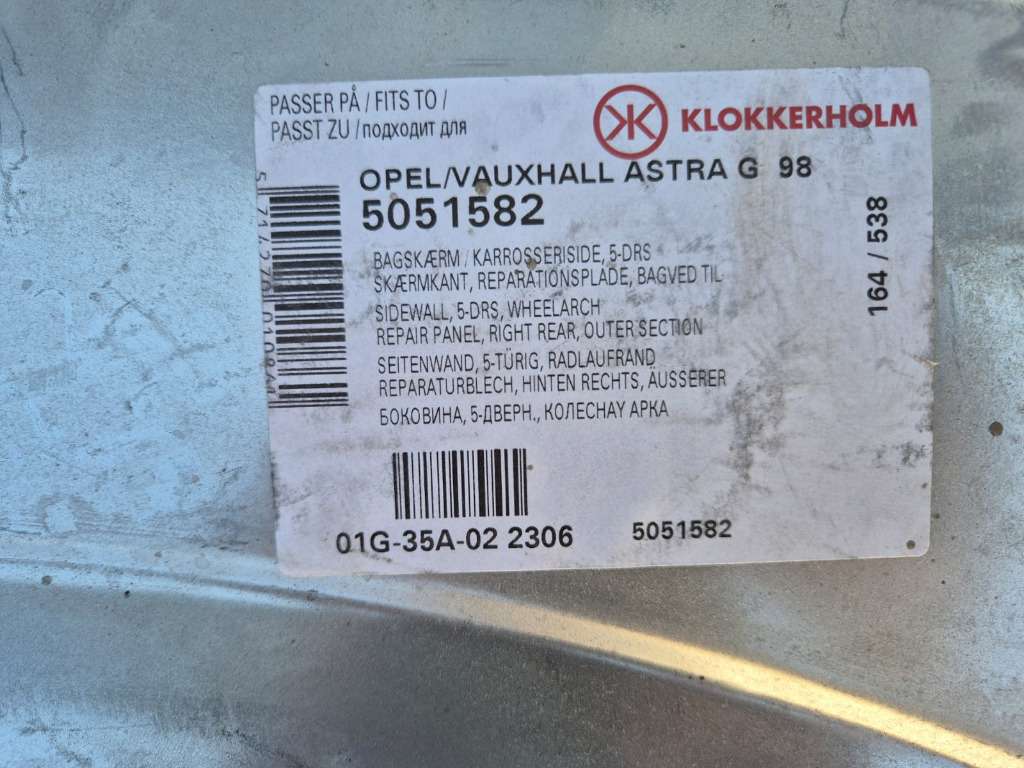 PASSER PÅ / FITS TO /
PASST ZU / подходит для
KLOKKERHOLM
OPEL/VAUXHALL ASTRA G 98
5051582
164 / 538
BAGSKÆRM / KARROSSERISIDE, 5-DRS
SKÆRMKANT, REPARATIONSPLADE, BAGVED TIL
SIDEWALL, 5-DRS, WHEELARCH
REPAIR PANEL, RIGHT REAR, OUTER SECTION
SEITENWAND, 5-TÜRIG, RADLAUFRAND
REPARATURBLECH, HINTEN RECHTS, ÄUSSERER
БОКОВИНА, 5-ДВЕРН., КОЛЕСНАУ АРКА
01G-35A-02 2306
5051582